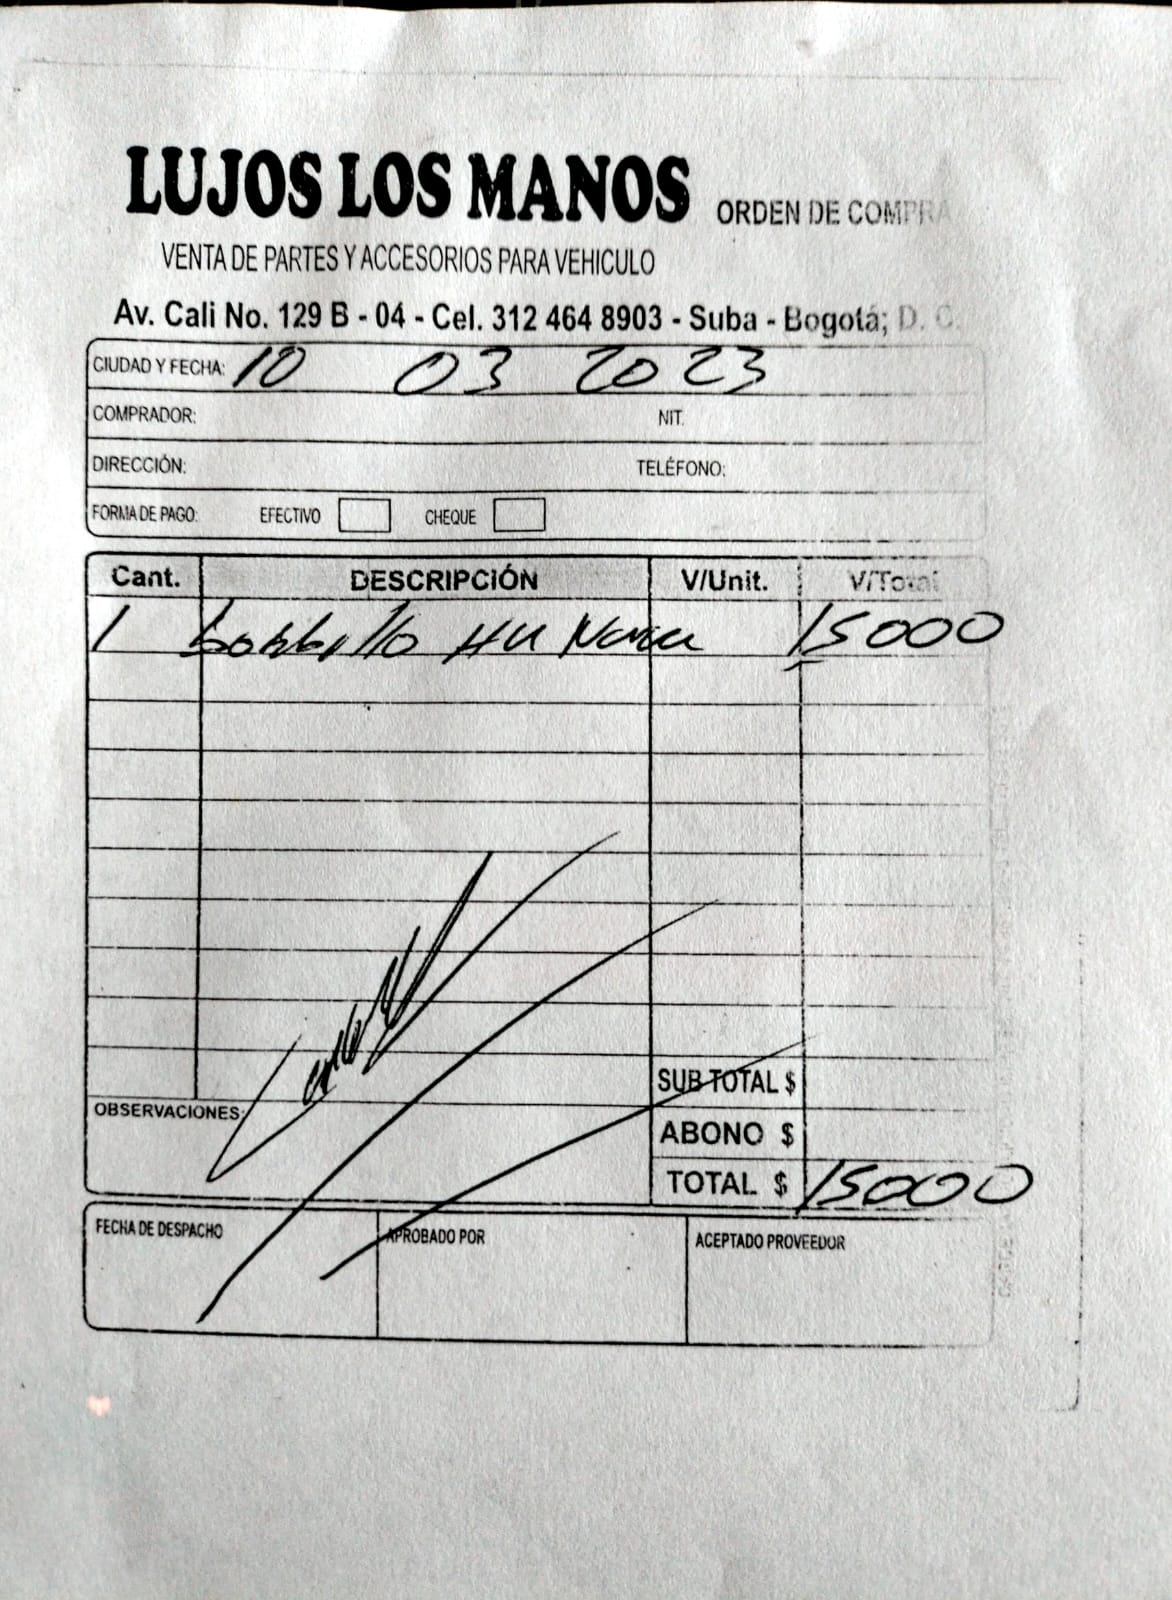 LUJOS LOS MANOS ORDEN DE COMPRA
VENTA DE PARTES Y ACCESORIOS PARA VEHICULO
Av. Cali No. 129 B - 04 - Cel. 312 464 8903 - Suba - Bogotá; D. C.
CIUDAD Y FECHA: 10 03 2023
COMPRADOR: NIT.
DIRECCIÓN: TELÉFONO:
FORMA DE PAGO: EFECTIVO CHEQUE
Cant. DESCRIPCIÓN V/Unit. V/Total
1 bombillo 15000
SUB TOTAL $
OBSERVACIONES:
ABONO $
TOTAL $ 15000
FECHA DE DESPACHO APROBADO POR ACEPTADO PROVEEDOR